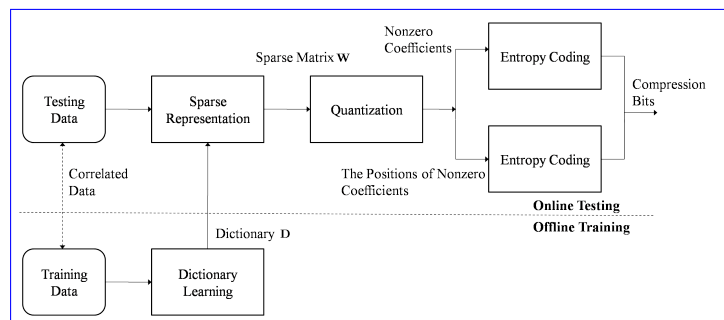 Nonzero
Coefficients
Entropy Coding
Sparse Matrix W
Compression
Bits
Testing
Data
Sparse
Representation
Quantization
Entropy Coding
The Positions of Nonzero
Coefficients
Correlated
Data
Online Testing
Offline Training
Dictionary D
Training
Data
Dictionary
Learning